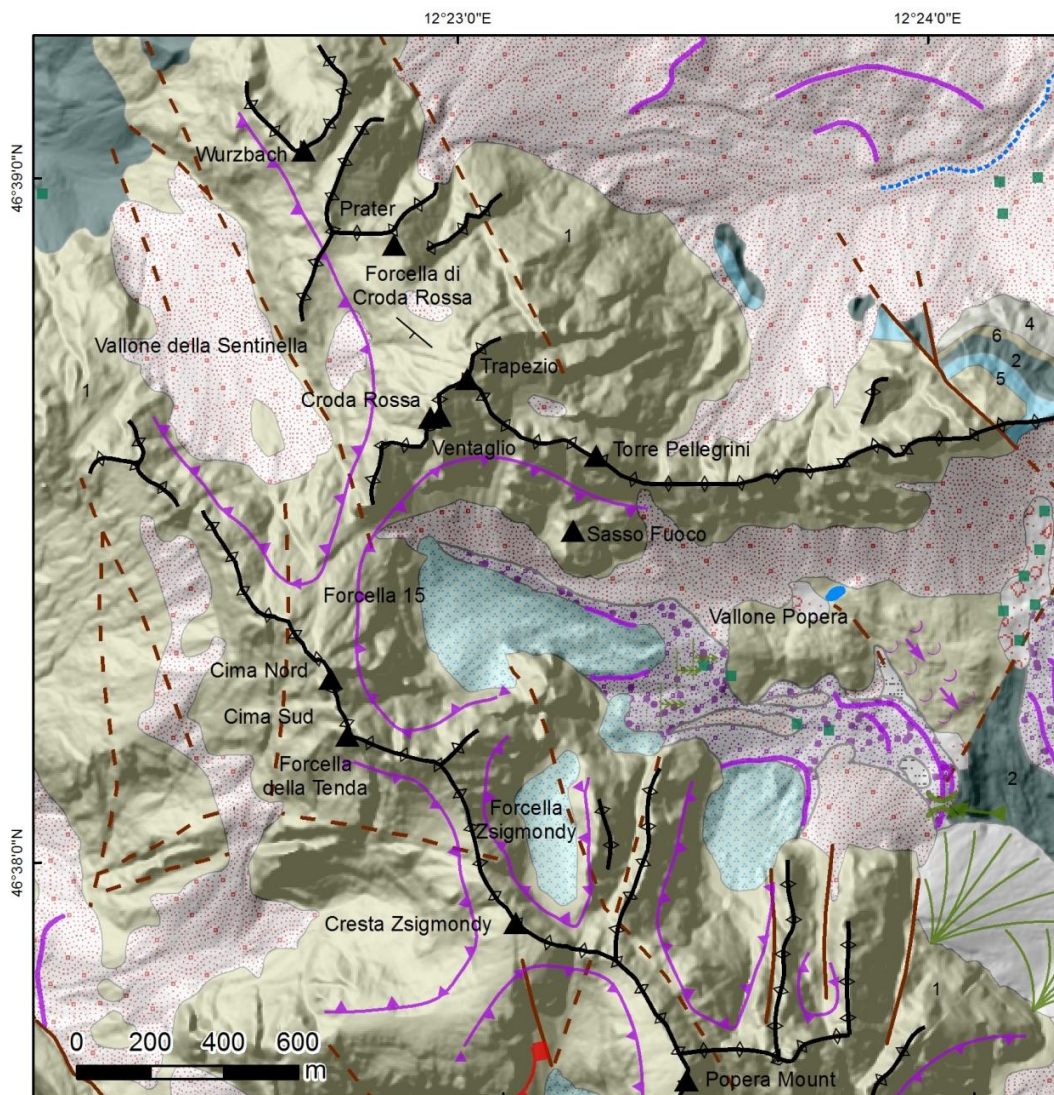 12°23'0"E
12°24'0"E
46°39'0"N
Wurzbach
Prater
1
Forcella di
Croda Rossa
4
6
2
5
Vallone della Sentinella
Trapezio
1
Croda Rossa
Ventaglio
Torre Pellegrini
Sasso Fuoco
Forcella 15
Vallone Popera
Cima Nord
Cima Sud
2
Forcella
della Tenda
Forcella
Zsigmondy
46°38'0"N
Cresta Zsigmondy
1
0 200 400 600
m
Popera Mount